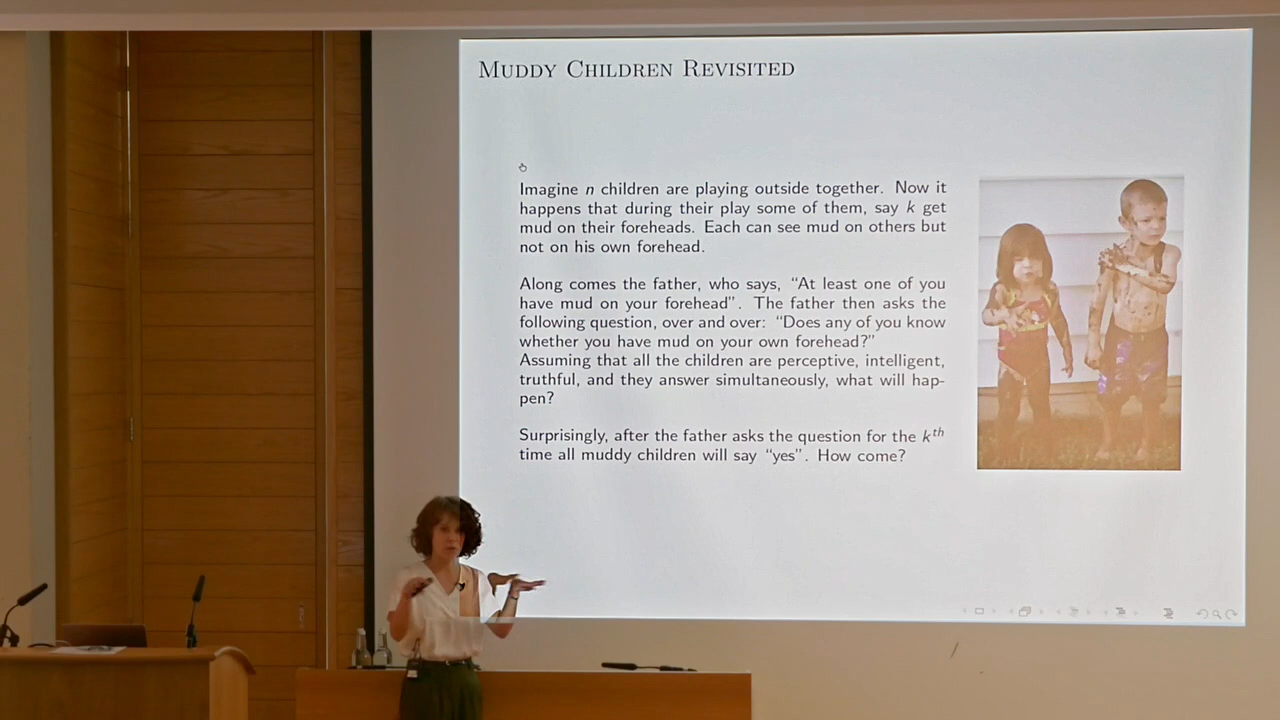 MUDDY CHILDREN REVISITED
Imagine n children are playing outside together. Now it
happens that during their play some of them, say k get
mud on their foreheads. Each can see mud on others but
not on his own forehead.
Along comes the father, who says, “At least one of you
have mud on your forehead”. The father then asks the
following question, over and over: “Does any of you know
whether you have mud on your own forehead?”
Assuming that all the children are perceptive, intelligent,
truthful, and they answer simultaneously, what will hap-
pen?
Surprisingly, after the father asks the question for the kth
time all muddy children will say “yes”. How come?